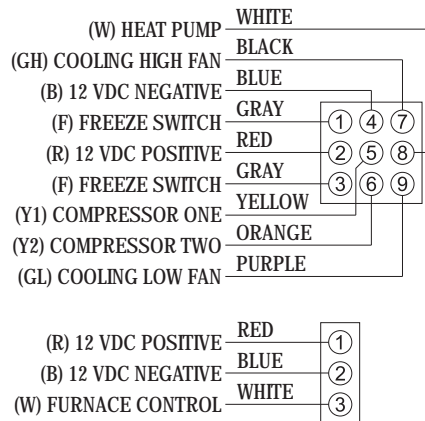 (W) HEAT PUMP WHITE
(GH) COOLING HIGH FAN BLACK
(B) 12 VDC NEGATIVE BLUE
(F) FREEZE SWITCH GRAY 1 4 7
(R) 12 VDC POSITIVE RED 2 5 8
(F) FREEZE SWITCH GRAY 3 6 9
(Y1) COMPRESSOR ONE YELLOW
(Y2) COMPRESSOR TWO ORANGE
(GL) COOLING LOW FAN PURPLE
(R) 12 VDC POSITIVE RED 1
(B) 12 VDC NEGATIVE BLUE 2
(W) FURNACE CONTROL WHITE 3